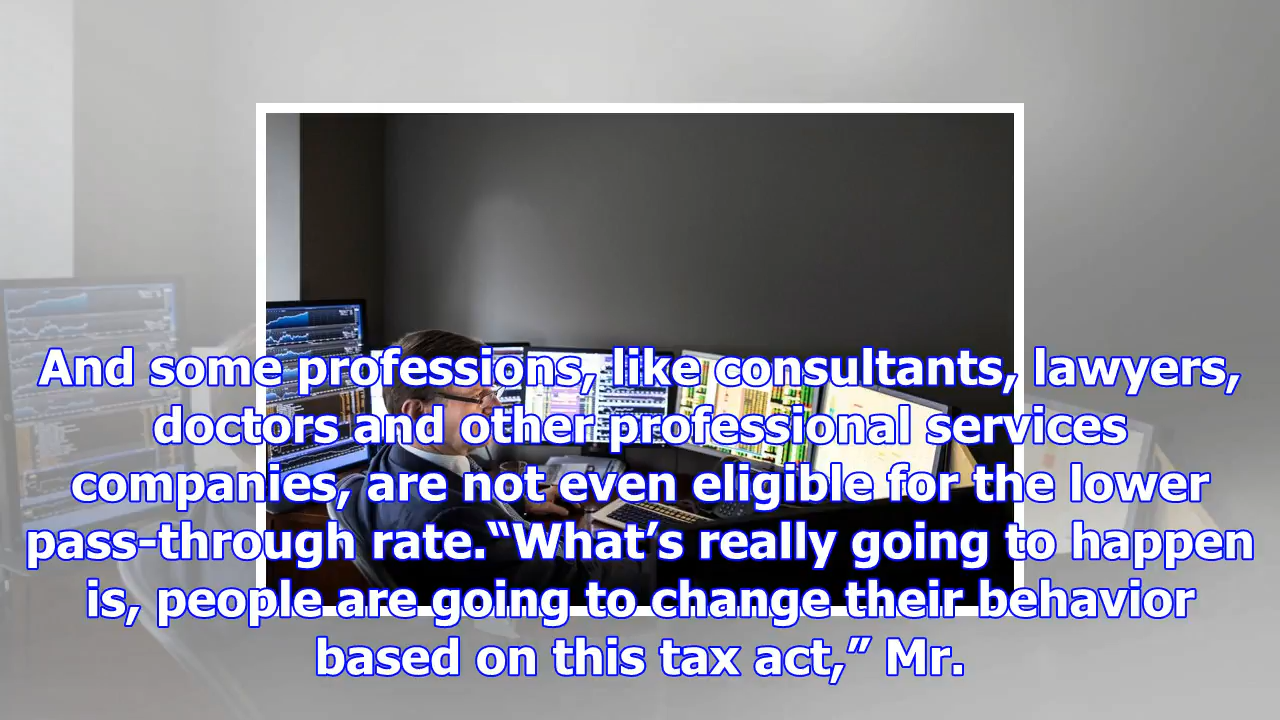 And some professions, like consultants, lawyers,
doctors and other professional services
companies, are not even eligible for the lower
pass-through rate.“What’s really going to happen
is, people are going to change their behavior
based on this tax act,” Mr.